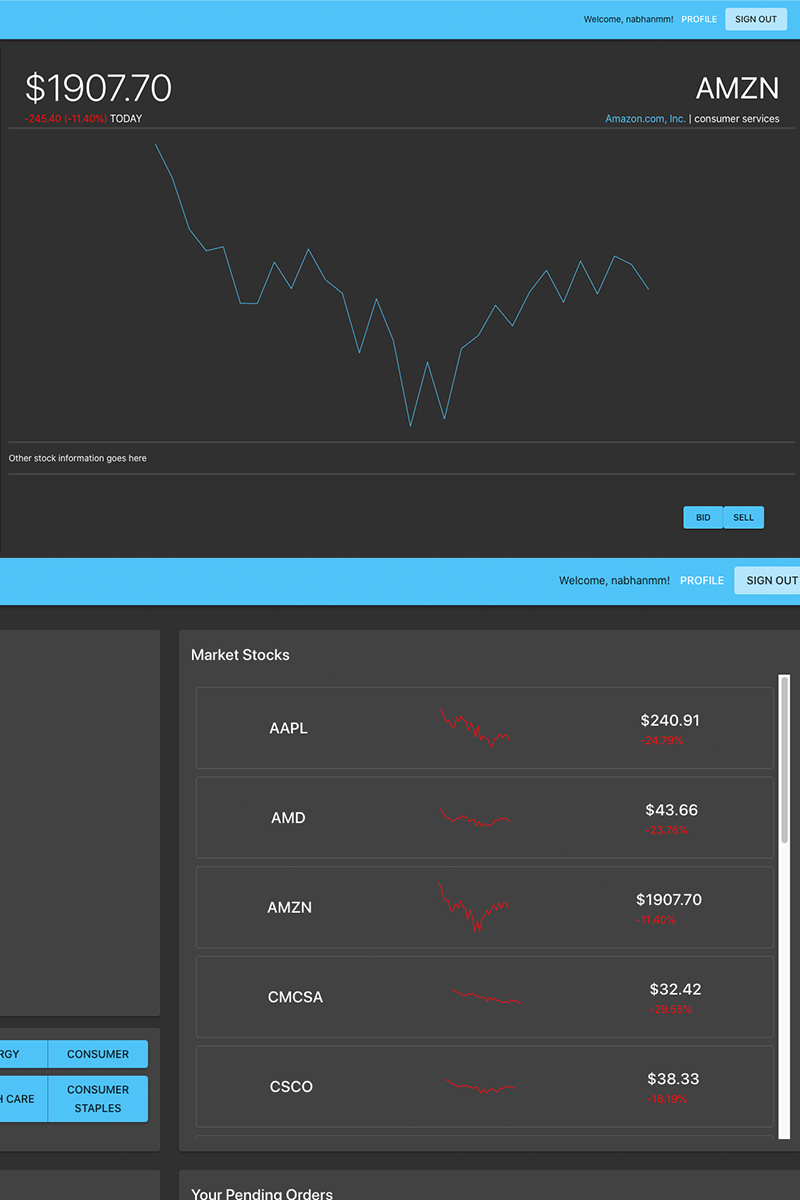 Welcome, nabhanmm! PROFILE SIGN OUT
$1907.70 AMZN
-245.40 (-11.40%) TODAY Amazon.com, Inc. | consumer services
Other stock information goes here
BID SELL
Welcome, nabhanmm! PROFILE SIGN OUT
Market Stocks
AAPL $240.91
-24.79%
AMD $43.66
-23.76%
AMZN $1907.70
-11.40%
CMCSA $32.42
-29.55%
CSCO $38.33
-18.19%
RGY CONSUMER
H CARE CONSUMER
STAPLES
Your Pending Orders